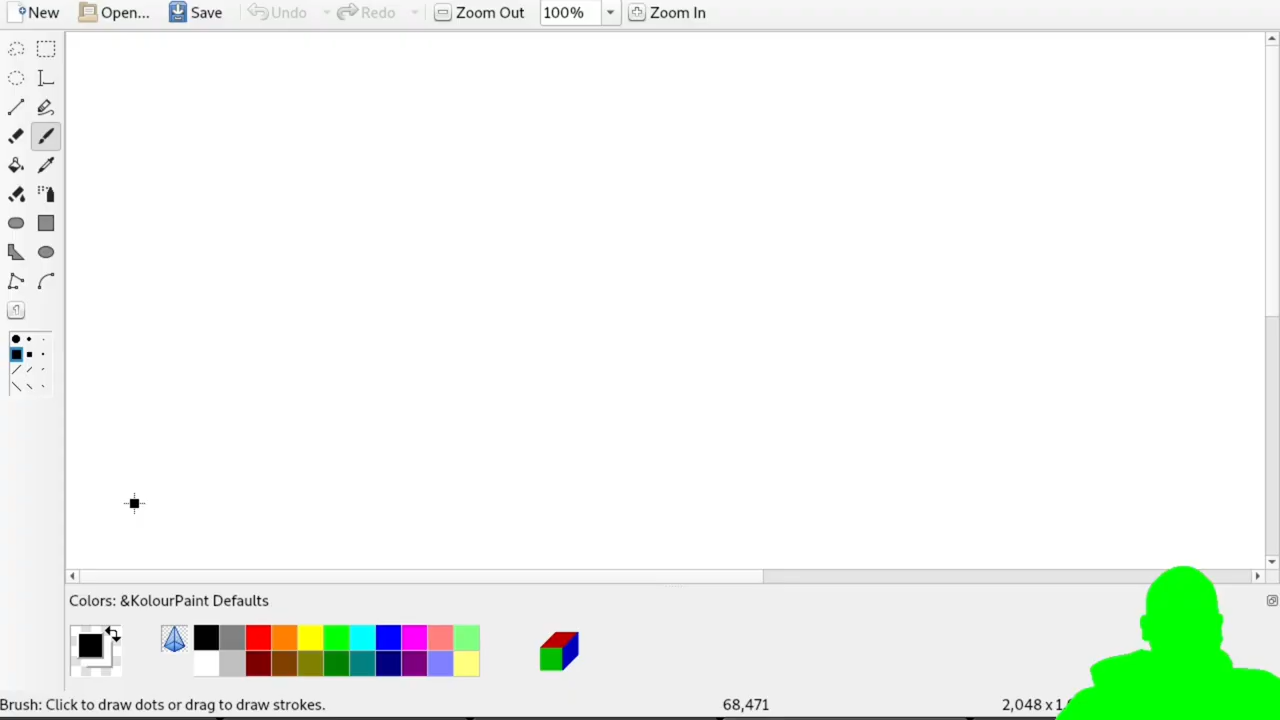 New Open... Save Undo Redo Zoom Out 100% Zoom In
Colors: &KolourPaint Defaults
Brush: Click to draw dots or drag to draw strokes. 68,471 2,048 x 1